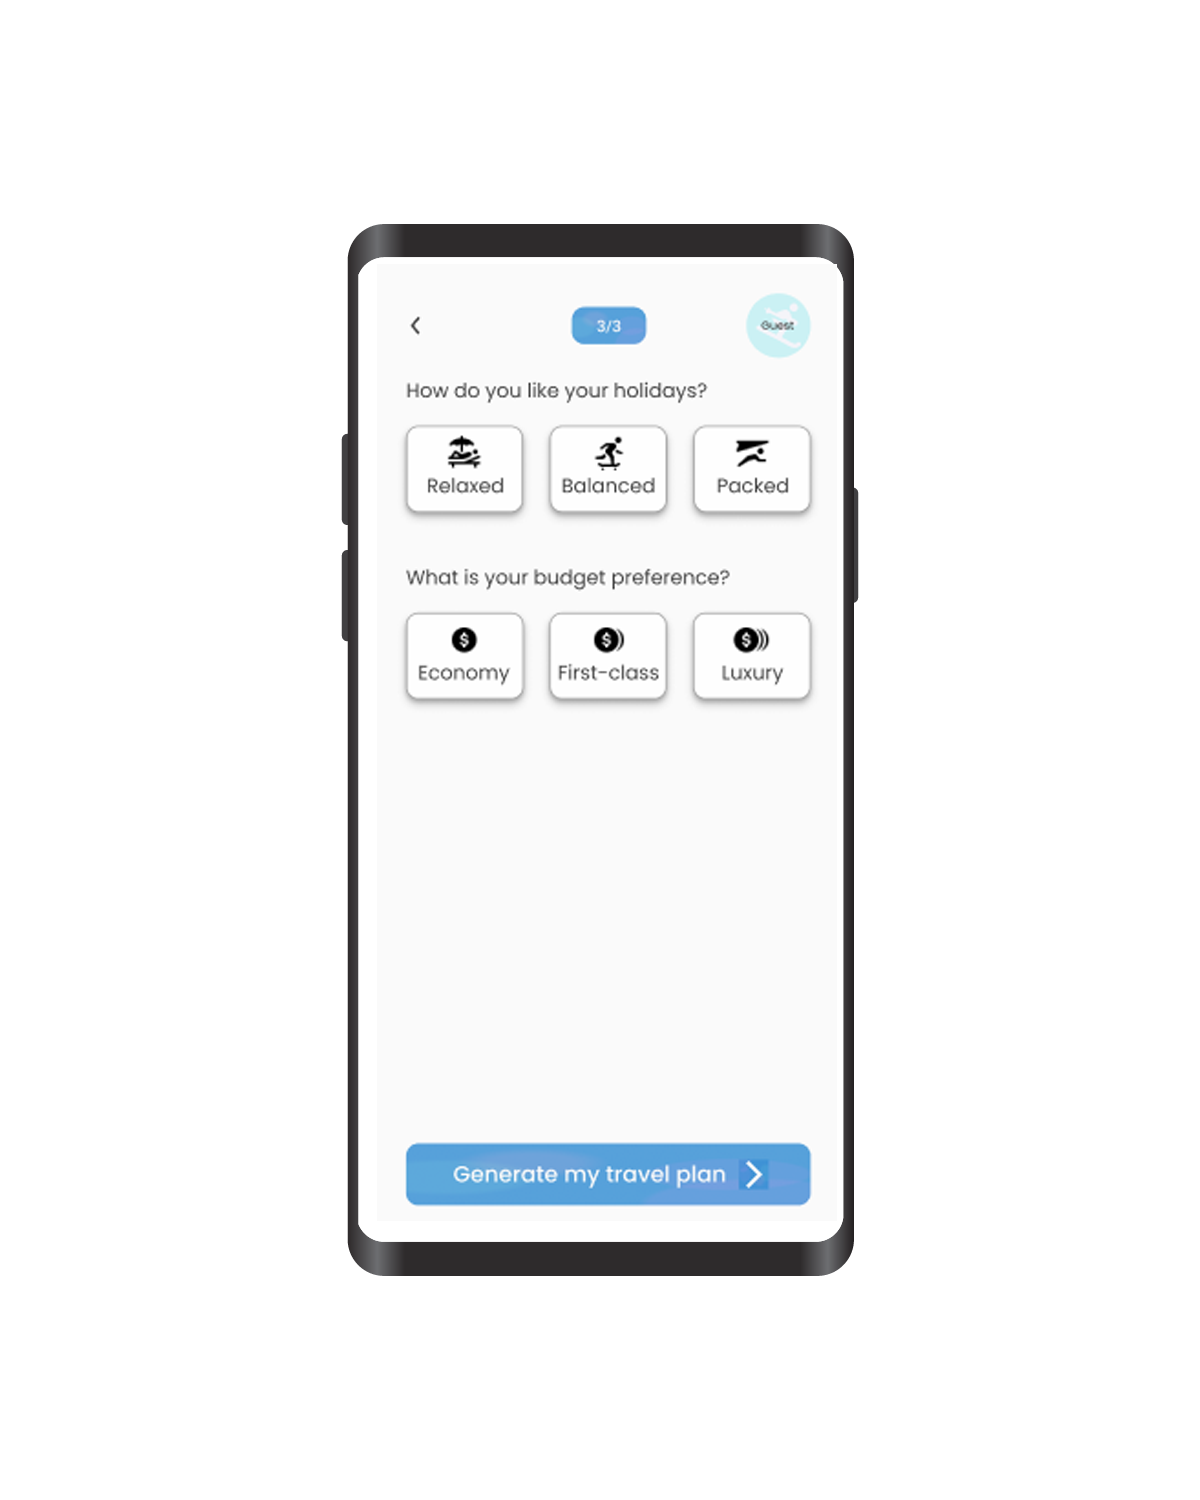 3/3
Guest
How do you like your holidays?
Relaxed
Balanced
Packed
What is your budget preference?
$
$
$
Economy
First-class
Luxury
Generate my travel plan